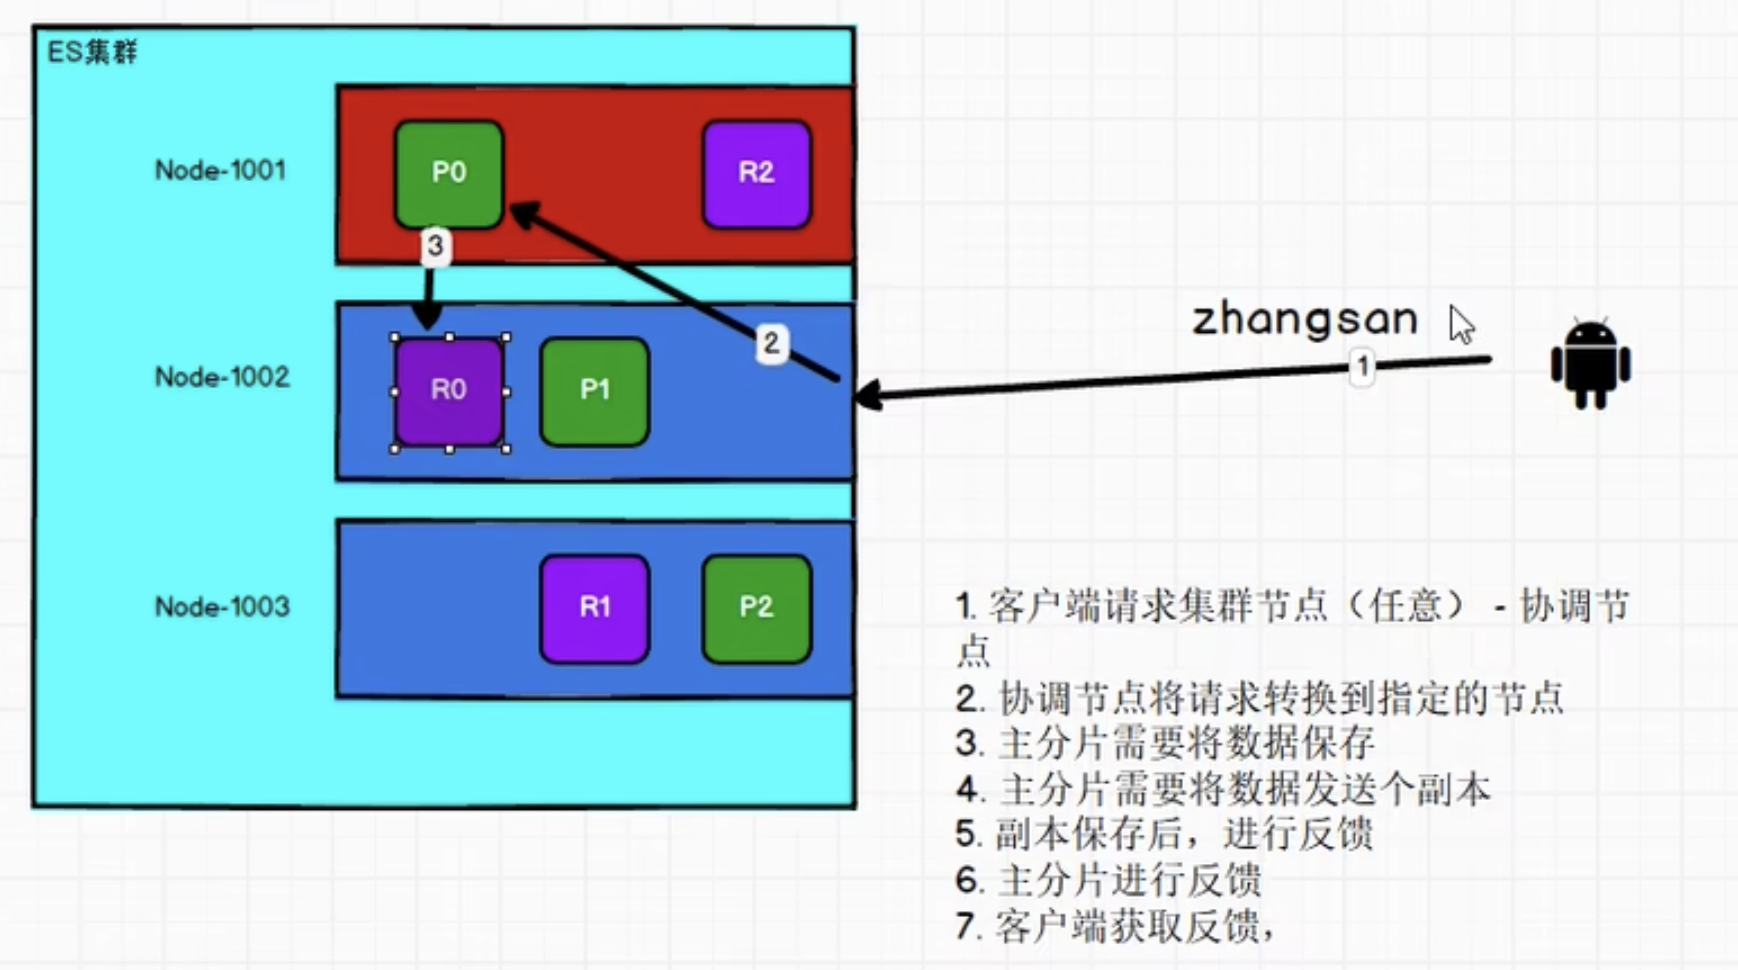 ES集群
Node-1001
P0
R2
3
Node-1002
R0
P1
2
zhangsan
1
Node-1003
R1
P2
1. 客户端请求集群节点（任意） - 协调节
点
2. 协调节点将请求转换到指定的节点
3. 主分片需要将数据保存
4. 主分片需要将数据发送个副本
5. 副本保存后，进行反馈
6. 主分片进行反馈
7. 客户端获取反馈，